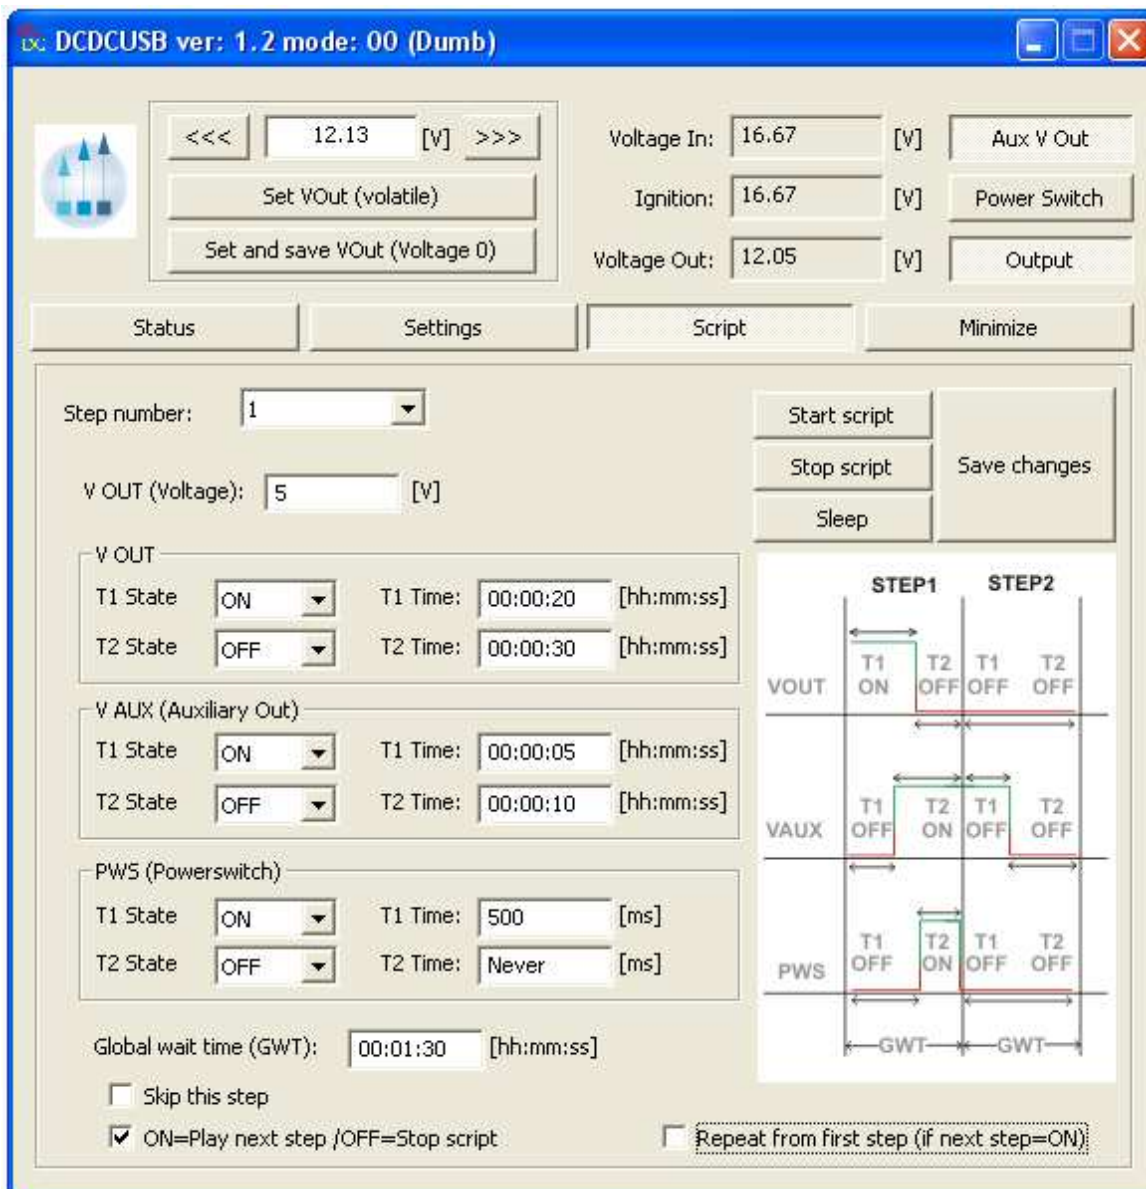 DC DCDCUSB ver: 1.2 mode: 00 (Dumb)
<<< 12.13 [V] >>> Voltage In: 16.67 [V] Aux V Out
Set VOut (volatile) Ignition: 16.67 [V] Power Switch
Set and save VOut (Voltage 0) Voltage Out: 12.05 [V] Output
Status Settings Script Minimize
Step number: 1
V OUT (Voltage): 5 [V]
Start script
Stop script
Sleep
Save changes
V OUT
T1 State ON T1 Time: 00:00:20 [hh:mm:ss]
T2 State OFF T2 Time: 00:00:30 [hh:mm:ss]
V AUX (Auxiliary Out)
T1 State ON T1 Time: 00:00:05 [hh:mm:ss]
T2 State OFF T2 Time: 00:00:10 [hh:mm:ss]
PWS (Powerswitch)
T1 State ON T1 Time: 500 [ms]
T2 State OFF T2 Time: Never [ms]
Global wait time (GWT): 00:01:30 [hh:mm:ss]
Skip this step
ON=Play next step /OFF=Stop script Repeat from first step (if next step=ON)
STEP1 STEP2
T1 T2 T1 T2
VOUT ON OFF OFF OFF
T1 T2 T1 T2
VAUX OFF ON OFF OFF
T1 T2 T1 T2
PWS OFF ON OFF OFF
GWT GWT